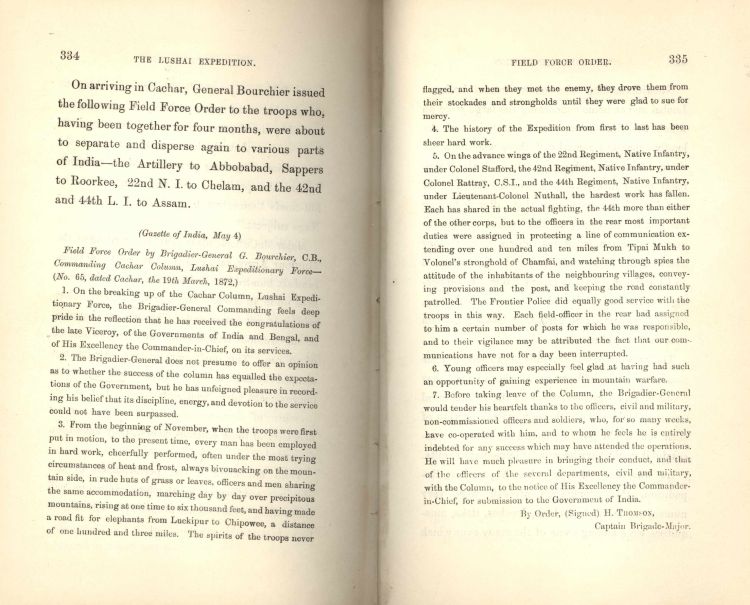 334
THE LUSHAI EXPEDITION.
On arriving in Cachar, General Bourchier issued
the following Field Force Order to the troops who,
having been together for four months, were about
to separate and disperse again to various parts
of India—the Artillery to Abbobabad, Sappers
to Roorkee, 22nd N. I. to Chelam, and the 42nd
and 44th L. I. to Assam.
(Gazette of India, May 4)
Field Force Order by Brigadier-General G. Bourchier, C.B.,
Commanding Cachar Column, Lushai Expeditionary Force—
(No. 65, dated Cachar, the 19th March, 1872,)
1. On the breaking up of the Cachar Column, Lushai Expedi-
tionary Force, the Brigadier-General Commanding feels deep
pride in the reflection that he has received the congratulations of
the late Viceroy, of the Governments of India and Bengal, and
of His Excellency the Commander-in-Chief, on its services.
2. The Brigadier-General does not presume to offer an opinion
as to whether the success of the column has equalled the expecta-
tions of the Government, but he has unfeigned pleasure in record-
ing his belief that its discipline, energy, and devotion to the service
could not have been surpassed.
3. From the beginning of November, when the troops were first
put in motion, to the present time, every man has been employed
in hard work, cheerfully performed, often under the most trying
circumstances of heat and frost, always bivouacking on the moun-
tain side, in rude huts of grass or leaves, officers and men sharing
the same accommodation, marching day by day over precipitous
mountains, rising at one time to six thousand feet, and having made
a road fit for elephants from Luckipur to Chipowee, a distance
of one hundred and three miles. The spirits of the troops never
FIELD FORCE ORDER.
335
flagged, and when they met the enemy, they drove them from
their stockades and strongholds until they were glad to sue for
mercy.
4. The history of the Expedition from first to last has been
sheer hard work.
5. On the advance wings of the 22nd Regiment, Native Infantry,
under Colonel Stafford, the 42nd Regiment, Native Infantry, under
Colonel Rattray, C.S.I., and the 44th Regiment, Native Infantry,
under Lieutenant-Colonel Nuthall, the hardest work has fallen.
Each has shared in the actual fighting, the 44th more than either
of the other corps, but to the officers in the rear most important
duties were assigned in protecting a line of communication ex-
tending over one hundred and ten miles from Tipai Mukh to
Volonel's stronghold of Chamfai, and watching through spies the
attitude of the inhabitants of the neighbouring villages, convey-
ing provisions and the post, and keeping the road constantly
patrolled. The Frontier Police did equally good service with the
troops in this way. Each field-officer in the rear had assigned
to him a certain number of posts for which he was responsible,
and to their vigilance may be attributed the fact that our com-
munications have not for a day been interrupted.
6. Young officers may especially feel glad at having had such
an opportunity of gaining experience in mountain warfare.
7. Before taking leave of the Column, the Brigadier-General
would tender his heartfelt thanks to the officers, civil and military,
non-commissioned officers and soldiers, who, for so many weeks,
have co-operated with him, and to whom he feels he is entirely
indebted for any success which may have attended the operations.
He will have much pleasure in bringing their conduct, and that
of the officers of the several departments, civil and military,
with the Column, to the notice of His Excellency the Commander-
in-Chief, for submission to the Government of India.
By Order, (Signed) H. Thomson,
Captain Brigade-Major.